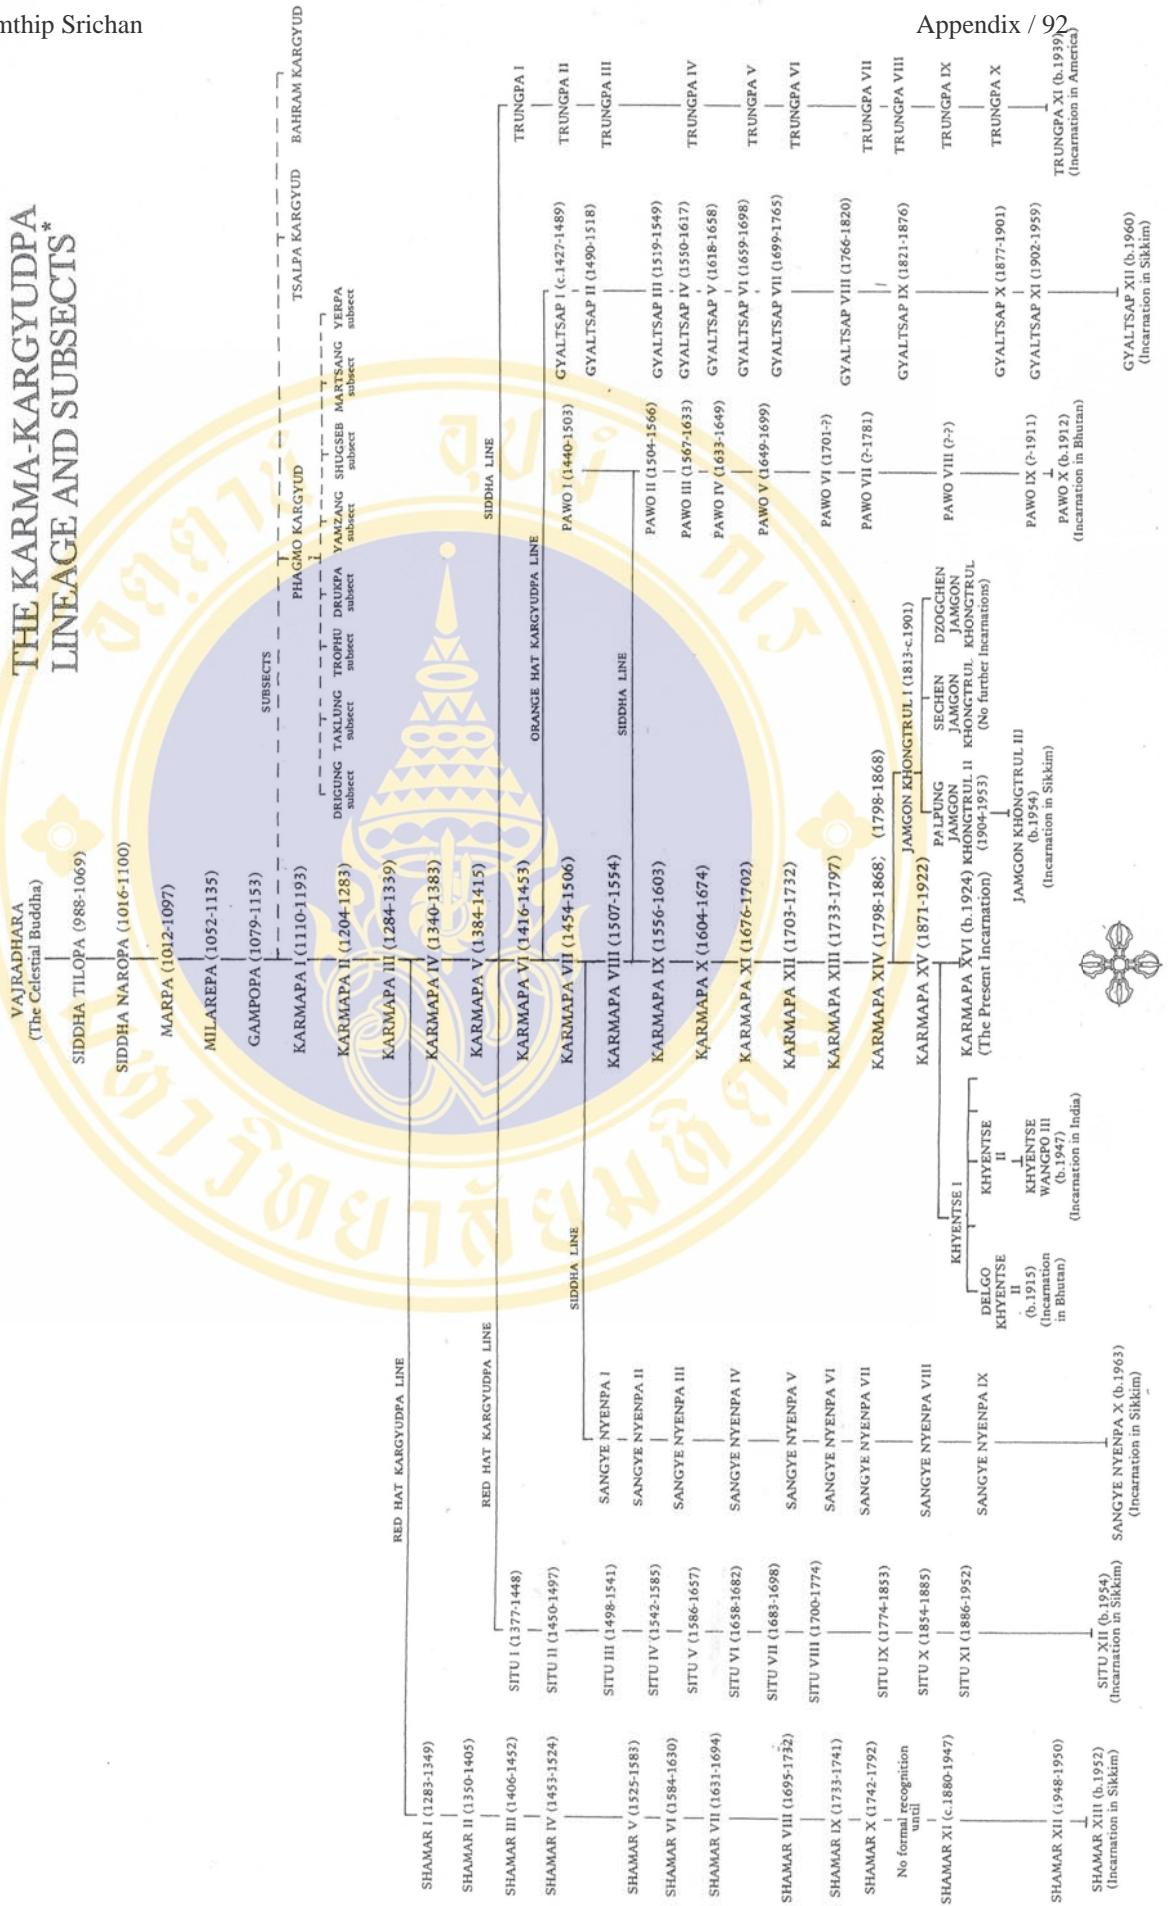 mthip Srichan
Appendix / 92
THE KARMA-KARGYUDPA
LINEAGE AND SUBSECTS*
VAJRADHARA
(The Celestial Buddha)
SIDDHA TILOPA (988-1069)
SIDDHA NAROPA (1016-1100)
MARPA (1012-1097)
MILAREPA (1052-1135)
GAMPOPA (1079-1153)
SUBSECTS
PHAGMO KARGYUD
TSALPA KARGYUD
BAHRAM KARGYUD
DRIGUNG
subsect
TAKLUNG
subsect
TROPHU
subsect
DRUKPA
subsect
YAMZANG
subsect
SHUGSEB
subsect
MARTSANG
subsect
YERPA
subsect
KARMAPA I (1110-1193)
KARMAPA II (1204-1283)
KARMAPA III (1284-1339)
KARMAPA IV (1340-1383)
KARMAPA V (1384-1415)
KARMAPA VI (1416-1453)
KARMAPA VII (1454-1506)
KARMAPA VIII (1507-1554)
KARMAPA IX (1556-1603)
KARMAPA X (1604-1674)
KARMAPA XI (1676-1702)
KARMAPA XII (1703-1732)
KARMAPA XIII (1733-1797)
KARMAPA XIV (1798-1868) (1798-1868)
KARMAPA XV (1871-1922)
KARMAPA XVI (b.1924)
(The Present Incarnation)
RED HAT KARGYUDPA LINE
SHAMAR I (1283-1349)
SHAMAR II (1350-1405)
SHAMAR III (1406-1452)
SHAMAR IV (1453-1524)
SHAMAR V (1525-1583)
SHAMAR VI (1584-1630)
SHAMAR VII (1631-1694)
SHAMAR VIII (1695-1732)
SHAMAR IX (1733-1741)
SHAMAR X (1742-1792)
No formal recognition
until
SHAMAR XI (c.1880-1947)
SHAMAR XII (1948-1950)
SHAMAR XIII (b.1952)
(Incarnation in Sikkim)
RED HAT KARGYUDPA LINE
SITU I (1377-1448)
SITU II (1450-1497)
SITU III (1498-1541)
SITU IV (1542-1585)
SITU V (1586-1657)
SITU VI (1658-1682)
SITU VII (1683-1698)
SITU VIII (1700-1774)
SITU IX (1774-1853)
SITU X (1854-1885)
SITU XI (1886-1952)
SITU XII (b.1954)
(Incarnation in Sikkim)
SIDDHA LINE
SANGYE NYENPA I
SANGYE NYENPA II
SANGYE NYENPA III
SANGYE NYENPA IV
SANGYE NYENPA V
SANGYE NYENPA VI
SANGYE NYENPA VII
SANGYE NYENPA VIII
SANGYE NYENPA IX
SANGYE NYENPA X (b.1963)
(Incarnation in Sikkim)
KHYENTSE I
DELGO
KHYENTSE
II
(b.1915)
(Incarnation
in Bhutan)
KHYENTSE
II
KHYENTSE
WANGPO III
(b.1947)
(Incarnation in India)
JAMGON KHONGTRUL I (1813-c.1901)
PALPUNG
JAMGON
KHONGTRUL II
(1904-1953)
SECHEN
JAMGON
KHONGTRUL
DZOGCHEN
JAMGON
KHONGTRUL
(No further Incarnations)
JAMGON KHONGTRUL III
(b.1954)
(Incarnation in Sikkim)
SIDDHA LINE
PAWO I (1440-1503)
PAWO II (1504-1566)
PAWO III (1567-1633)
PAWO IV (1633-1649)
PAWO V (1649-1699)
PAWO VI (1701-?)
PAWO VII (?-1781)
PAWO VIII (?-?)
PAWO IX (?-1911)
PAWO X (b.1912)
(Incarnation in Bhutan)
ORANGE HAT KARGYUDPA LINE
GYALTSAP I (c.1427-1489)
GYALTSAP II (1490-1518)
GYALTSAP III (1519-1549)
GYALTSAP IV (1550-1617)
GYALTSAP V (1618-1658)
GYALTSAP VI (1659-1698)
GYALTSAP VII (1699-1765)
GYALTSAP VIII (1766-1820)
GYALTSAP IX (1821-1876)
GYALTSAP X (1877-1901)
GYALTSAP XI (1902-1959)
GYALTSAP XII (b.1960)
(Incarnation in Sikkim)
SIDDHA LINE
TRUNGPA I
TRUNGPA II
TRUNGPA III
TRUNGPA IV
TRUNGPA V
TRUNGPA VI
TRUNGPA VII
TRUNGPA VIII
TRUNGPA IX
TRUNGPA X
TRUNGPA XI (b.1939)
(Incarnation in America)
มหาวิทยาลัยมหิดล